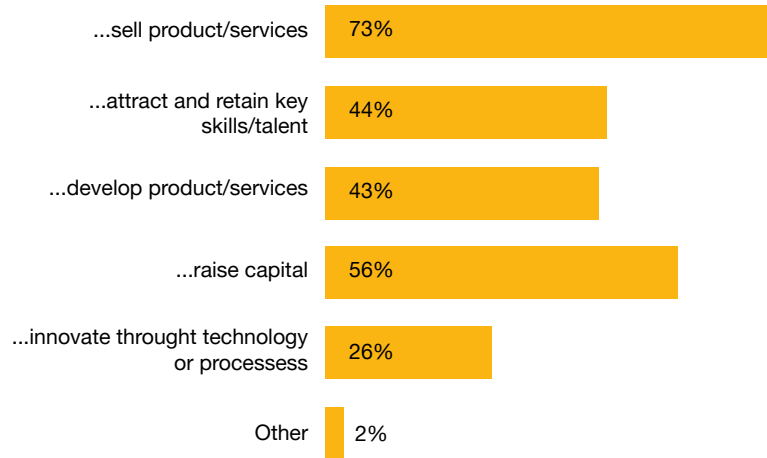 ...sell product/services
73%
...attract and retain key
skills/talent
44%
...develop product/services
43%
...raise capital
56%
...innovate throught technology
or processess
26%
Other
2%